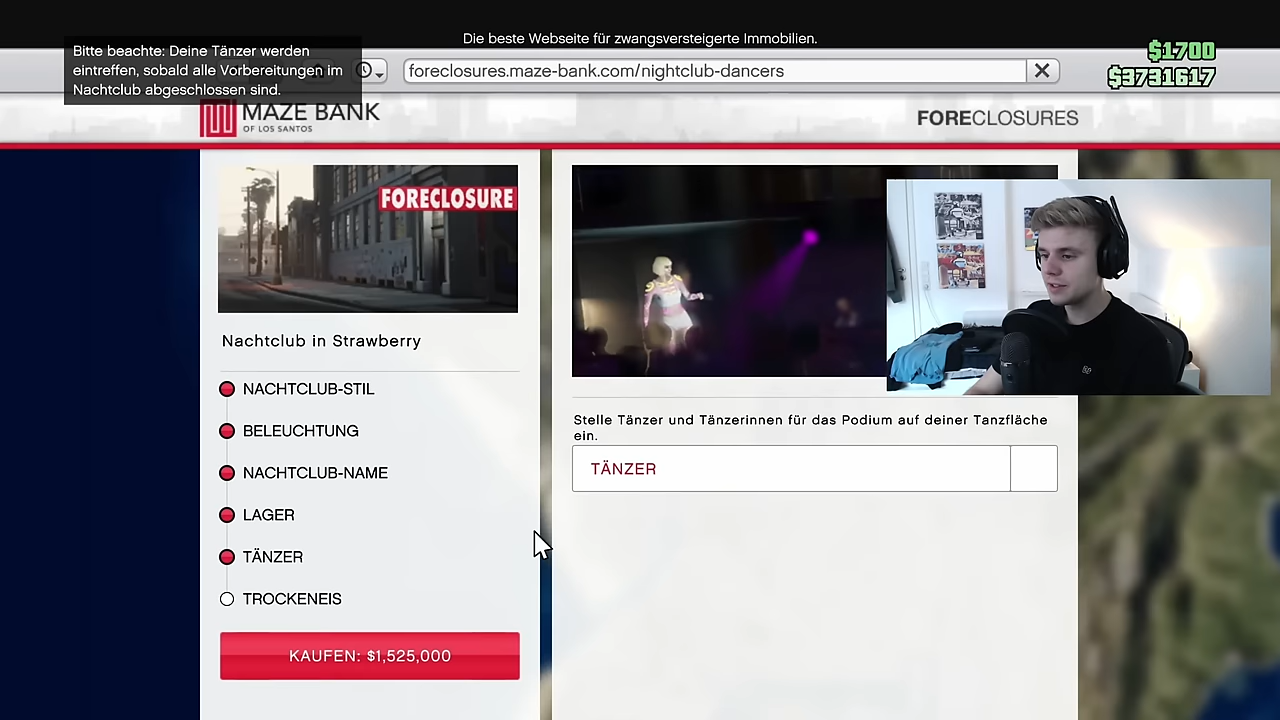 Die beste Webseite für zwangsversteigerte Immobilien.
Bitte beachte: Deine Tänzer werden
eintreffen, sobald alle Vorbereitungen im
Nachtclub abgeschlossen sind.
foreclosures.maze-bank.com/nightclub-dancers
$1700
$3731617
MAZE BANK
OF LOS SANTOS
FORECLOSURES
FORECLOSURE
Nachtclub in Strawberry
NACHTCLUB-STIL
BELEUCHTUNG
NACHTCLUB-NAME
LAGER
TÄNZER
TROCKENEIS
KAUFEN: $1,525,000
Stelle Tänzer und Tänzerinnen für das Podium auf deiner Tanzfläche
ein.
TÄNZER